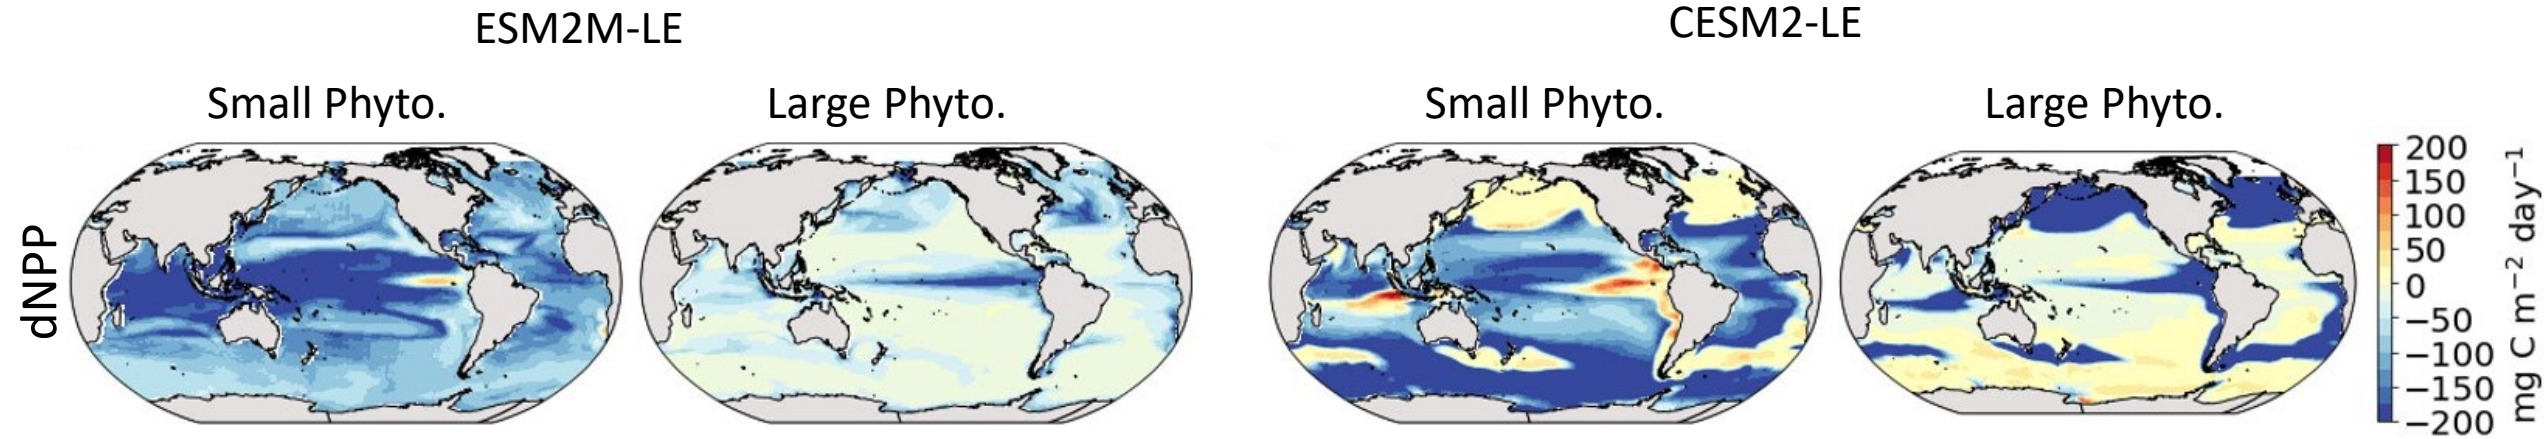 ESM2M-LE
CESM2-LE
Small Phyto.
Large Phyto.
Small Phyto.
Large Phyto.
dNPP
200
150
100
50
0
−50
−100
−150
−200
mg C m⁻² day⁻¹